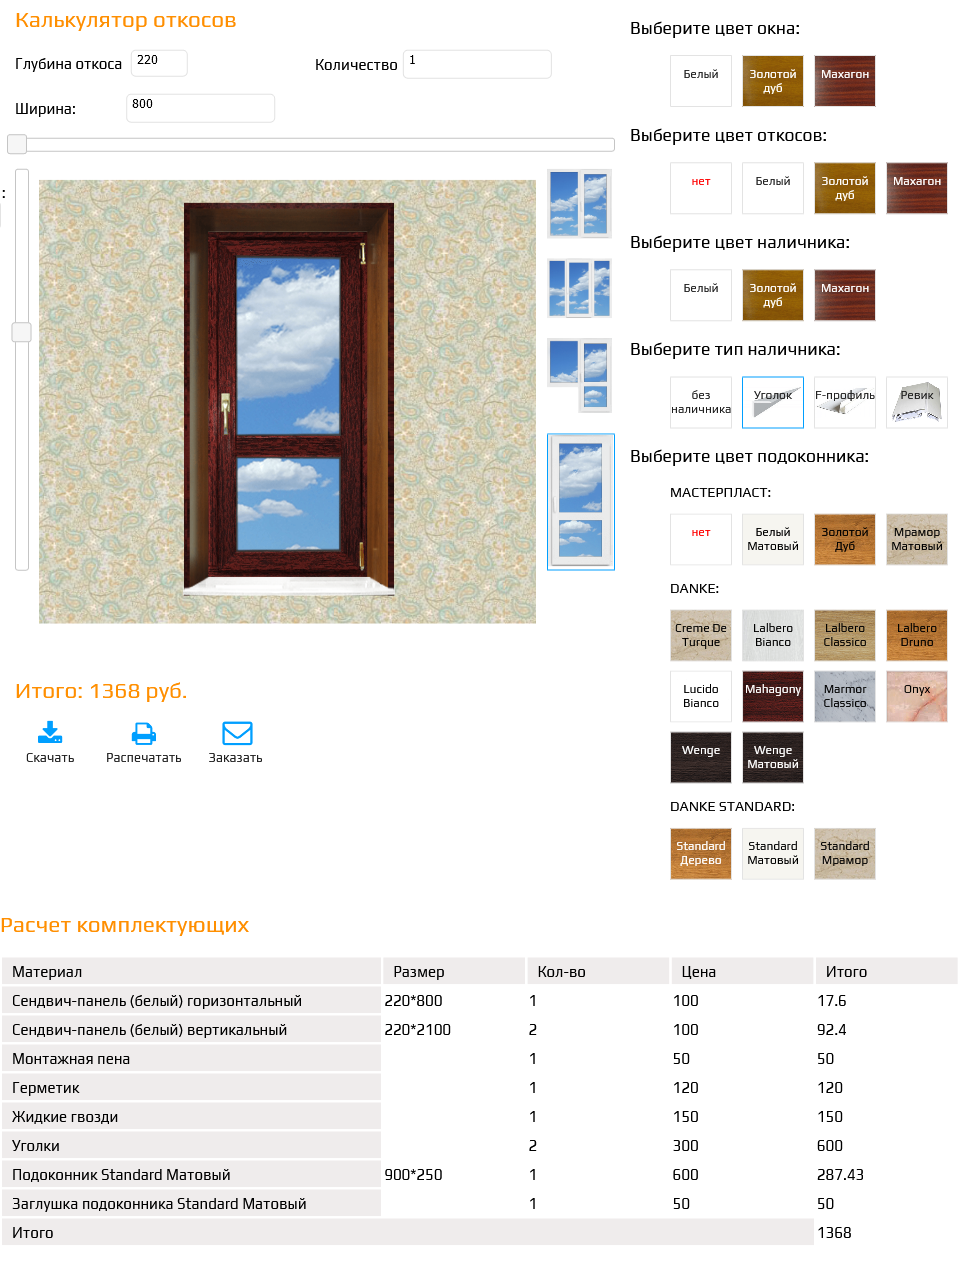 Калькулятор откосов
Глубина откоса 220
Количество 1
Ширина: 800
:
Итого: 1368 руб.
Скачать
Распечатать
Заказать
Выберите цвет окна:
Белый
Золотой
дуб
Махагон
Выберите цвет откосов:
нет
Белый
Золотой
дуб
Махагон
Выберите цвет наличника:
Белый
Золотой
дуб
Махагон
Выберите тип наличника:
без
наличника
Уголок
F-профиль
Ревик
Выберите цвет подоконника:
МАСТЕРПЛАСТ:
нет
Белый
Матовый
Золотой
Дуб
Мрамор
Матовый
DANKE:
Creme De
Turque
Lalbero
Bianco
Lalbero
Classico
Lalbero
Druno
Lucido
Bianco
Mahagony
Marmor
Classico
Onyx
Wenge
Wenge
Матовый
DANKE STANDARD:
Standard
Дерево
Standard
Матовый
Standard
Мрамор
Расчет комплектующих
Материал Размер Кол-во Цена Итого
Сендвич-панель (белый) горизонтальный 220*800 1 100 17.6
Сендвич-панель (белый) вертикальный 220*2100 2 100 92.4
Монтажная пена 1 50 50
Герметик 1 120 120
Жидкие гвозди 1 150 150
Уголки 2 300 600
Подоконник Standard Матовый 900*250 1 600 287.43
Заглушка подоконника Standard Матовый 1 50 50
Итого 1368